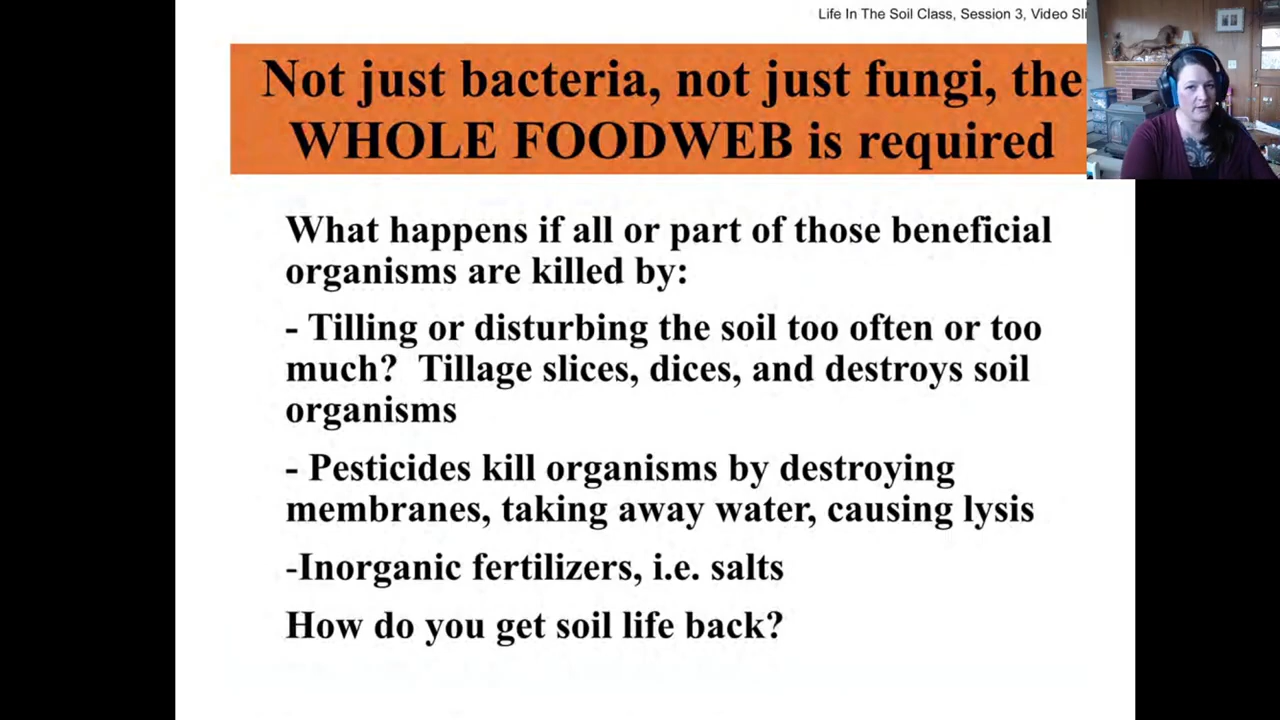 Life In The Soil Class, Session 3, Video
Not just bacteria, not just fungi, the
WHOLE FOODWEB is required
What happens if all or part of those beneficial
organisms are killed by:
- Tilling or disturbing the soil too often or too
much? Tillage slices, dices, and destroys soil
organisms
- Pesticides kill organisms by destroying
membranes, taking away water, causing lysis
-Inorganic fertilizers, i.e. salts
How do you get soil life back?